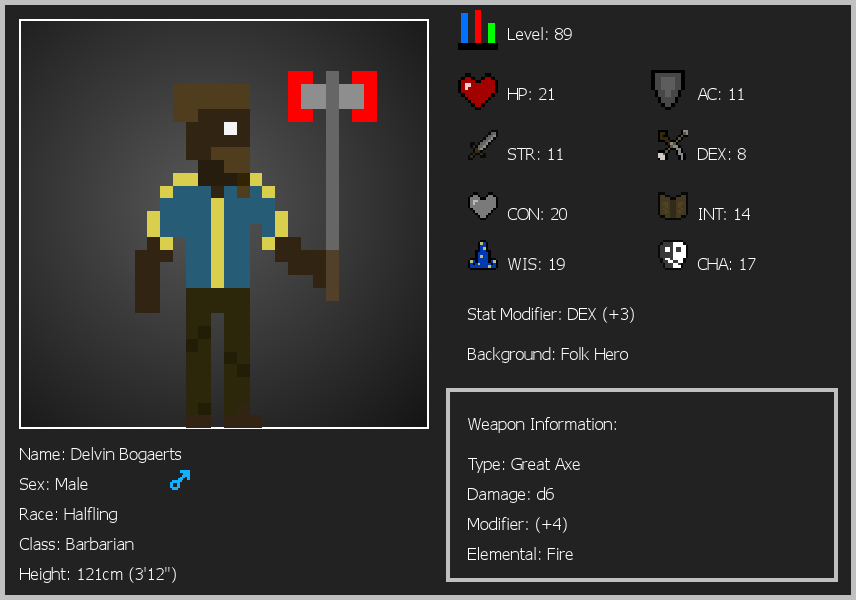 Level: 89
HP: 21
AC: 11
STR: 11
DEX: 8
CON: 20
INT: 14
WIS: 19
CHA: 17
Stat Modifier: DEX (+3)
Background: Folk Hero
Weapon Information:
Type: Great Axe
Damage: d6
Modifier: (+4)
Elemental: Fire
Name: Delvin Bogaerts
Sex: Male
Race: Halfling
Class: Barbarian
Height: 121cm (3'12")